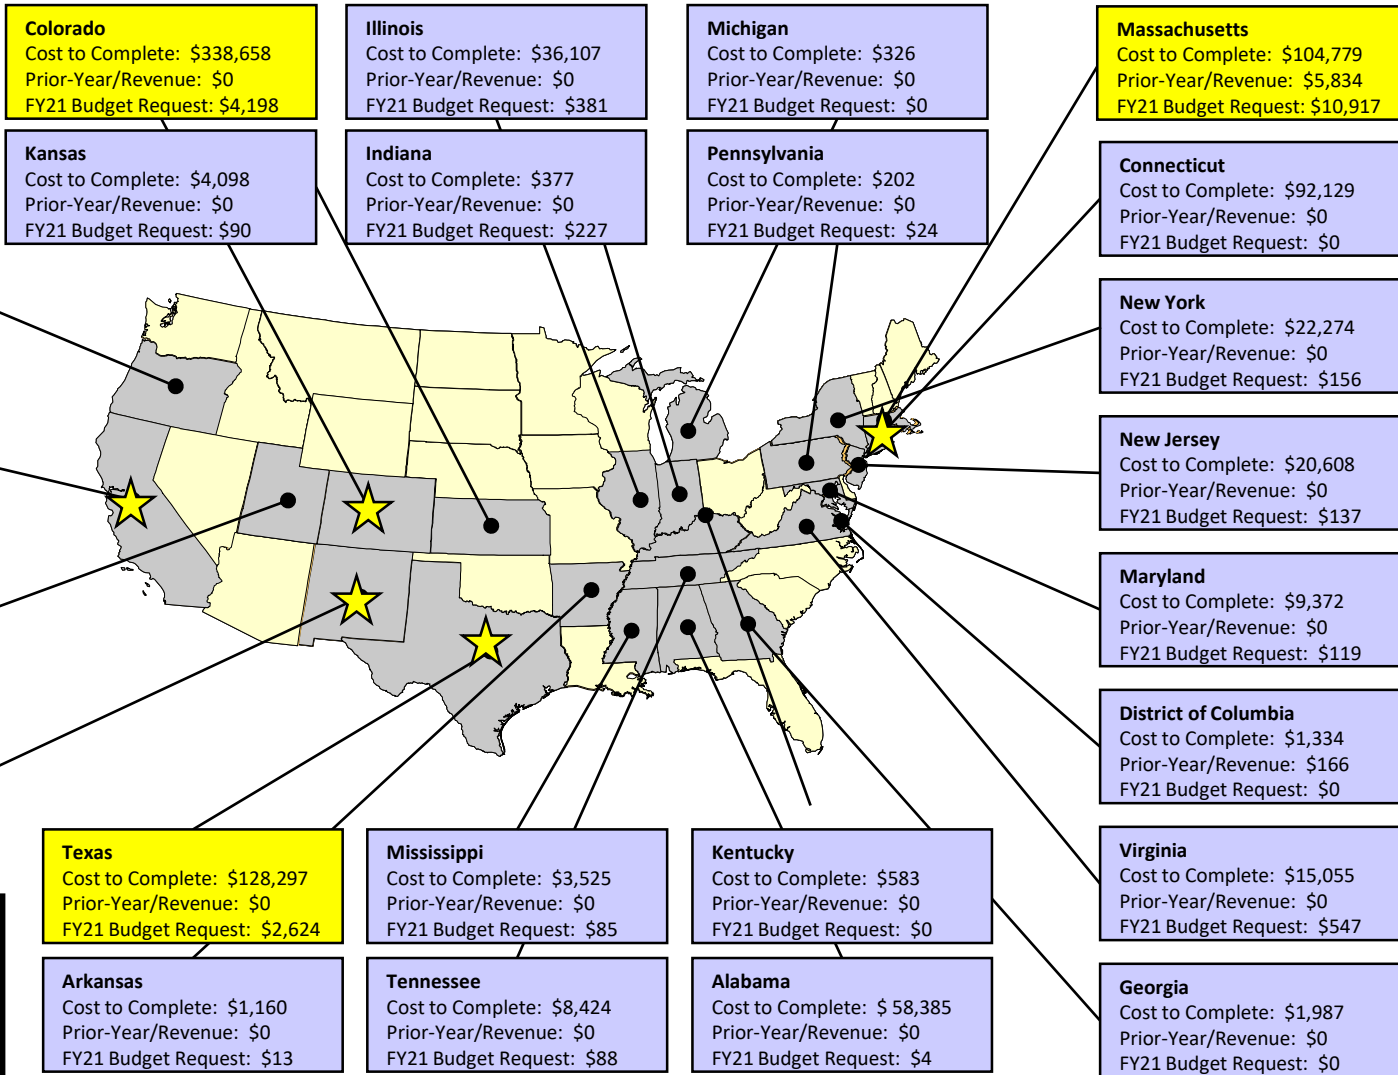 Colorado
Cost to Complete: $338,658
Prior-Year/Revenue: $0
FY21 Budget Request: $4,198
Illinois
Cost to Complete: $36,107
Prior-Year/Revenue: $0
FY21 Budget Request: $381
Michigan
Cost to Complete: $326
Prior-Year/Revenue: $0
FY21 Budget Request: $0
Massachusetts
Cost to Complete: $104,779
Prior-Year/Revenue: $5,834
FY21 Budget Request: $10,917
Kansas
Cost to Complete: $4,098
Prior-Year/Revenue: $0
FY21 Budget Request: $90
Indiana
Cost to Complete: $377
Prior-Year/Revenue: $0
FY21 Budget Request: $227
Pennsylvania
Cost to Complete: $202
Prior-Year/Revenue: $0
FY21 Budget Request: $24
Connecticut
Cost to Complete: $92,129
Prior-Year/Revenue: $0
FY21 Budget Request: $0
New York
Cost to Complete: $22,274
Prior-Year/Revenue: $0
FY21 Budget Request: $156
New Jersey
Cost to Complete: $20,608
Prior-Year/Revenue: $0
FY21 Budget Request: $137
Maryland
Cost to Complete: $9,372
Prior-Year/Revenue: $0
FY21 Budget Request: $119
District of Columbia
Cost to Complete: $1,334
Prior-Year/Revenue: $166
FY21 Budget Request: $0
Texas
Cost to Complete: $128,297
Prior-Year/Revenue: $0
FY21 Budget Request: $2,624
Mississippi
Cost to Complete: $3,525
Prior-Year/Revenue: $0
FY21 Budget Request: $85
Kentucky
Cost to Complete: $583
Prior-Year/Revenue: $0
FY21 Budget Request: $0
Virginia
Cost to Complete: $15,055
Prior-Year/Revenue: $0
FY21 Budget Request: $547
Arkansas
Cost to Complete: $1,160
Prior-Year/Revenue: $0
FY21 Budget Request: $13
Tennessee
Cost to Complete: $8,424
Prior-Year/Revenue: $0
FY21 Budget Request: $88
Alabama
Cost to Complete: $ 58,385
Prior-Year/Revenue: $0
FY21 Budget Request: $4
Georgia
Cost to Complete: $1,987
Prior-Year/Revenue: $0
FY21 Budget Request: $0